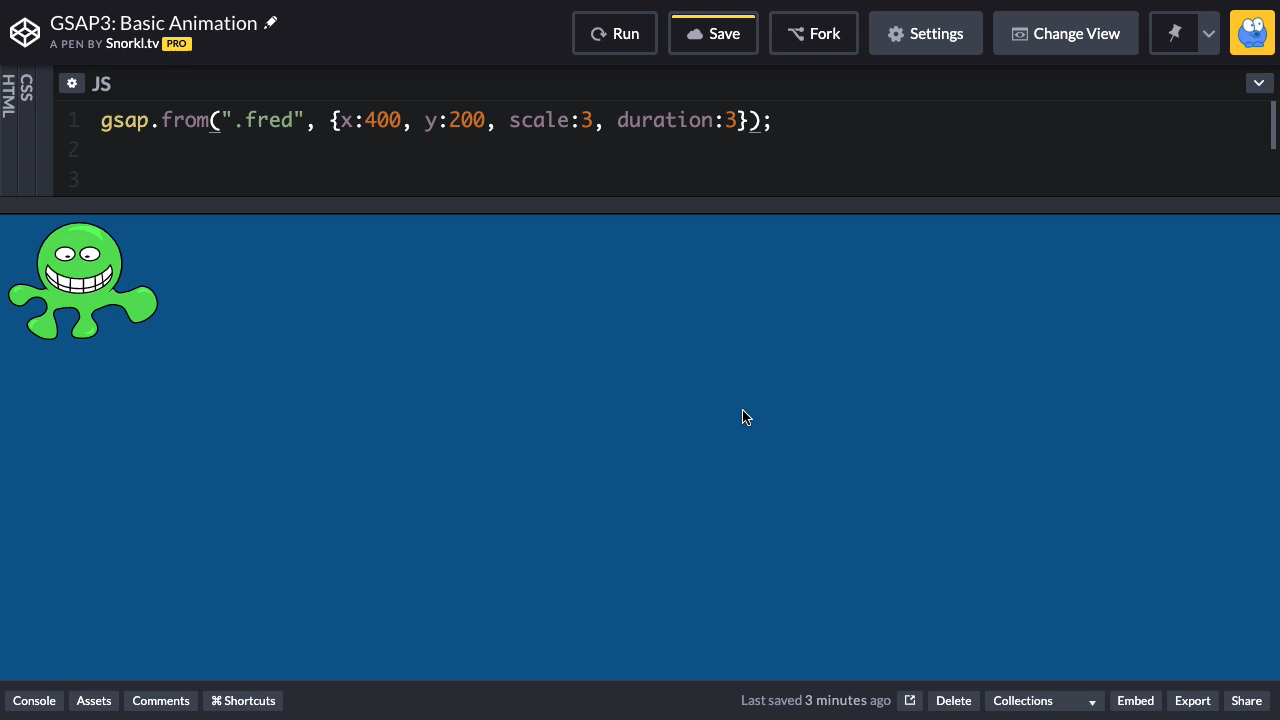 GSAP3: Basic Animation
A PEN BY Snorkl.tv PRO
Run
Save
Fork
Settings
Change View
HTML
CSS
JS
1 gsap.from(".fred", {x:400, y:200, scale:3, duration:3});
2
3
Console
Assets
Comments
⌘ Shortcuts
Last saved 3 minutes ago
Delete
Collections
Embed
Export
Share